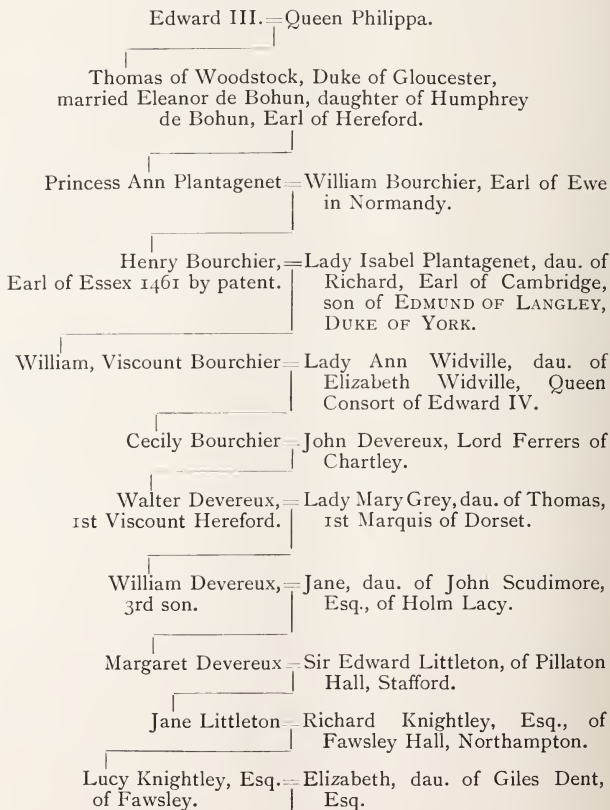 Edward III.=Queen Philippa.
Thomas of Woodstock, Duke of Gloucester,
married Eleanor de Bohun, daughter of Humphrey
de Bohun, Earl of Hereford.
Princess Ann Plantagenet=William Bourchier, Earl of Ewe
in Normandy.
Henry Bourchier,=Lady Isabel Plantagenet, dau. of
Earl of Essex 1461 by patent. Richard, Earl of Cambridge,
son of EDMUND OF LANGLEY,
DUKE OF YORK.
William, Viscount Bourchier=Lady Ann Widville, dau. of
Elizabeth Widville, Queen
Consort of Edward IV.
Cecily Bourchier=John Devereux, Lord Ferrers of
Chartley.
Walter Devereux,=Lady Mary Grey, dau. of Thomas,
1st Viscount Hereford. 1st Marquis of Dorset.
William Devereux,=Jane, dau. of John Scudimore,
3rd son. Esq., of Holm Lacy.
Margaret Devereux=Sir Edward Littleton, of Pillaton
Hall, Stafford.
Jane Littleton=Richard Knightley, Esq., of
Fawsley Hall, Northampton.
Lucy Knightley, Esq.=Elizabeth, dau. of Giles Dent,
of Fawsley. Esq.